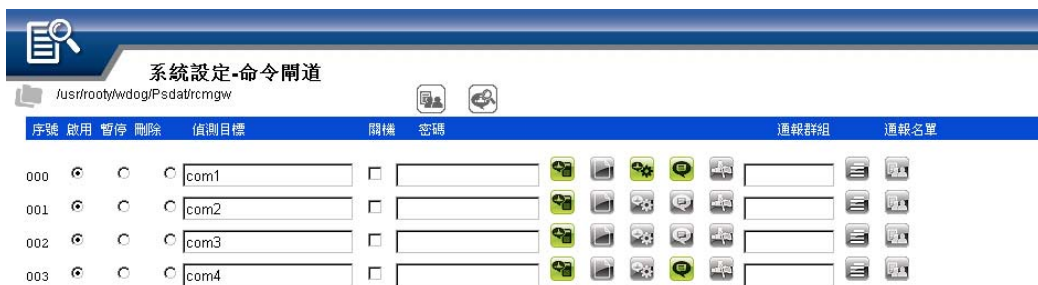 系統設定-命令閘道
/usr/rooty/wdog/Psdat/rcmgw
序號 啟用 暫停 刪除 偵測目標 關機 密碼 通報群組 通報名單
000 com1
001 com2
002 com3
003 com4